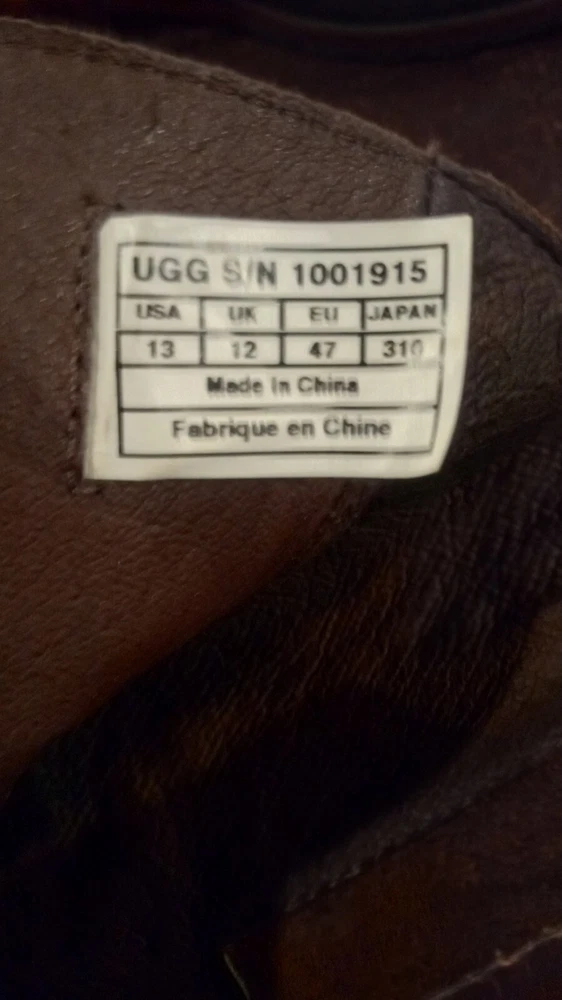 UGG S/N 1001915
USA UK EU JAPAN
13 12 47 310
Made In China
Fabrique en Chine